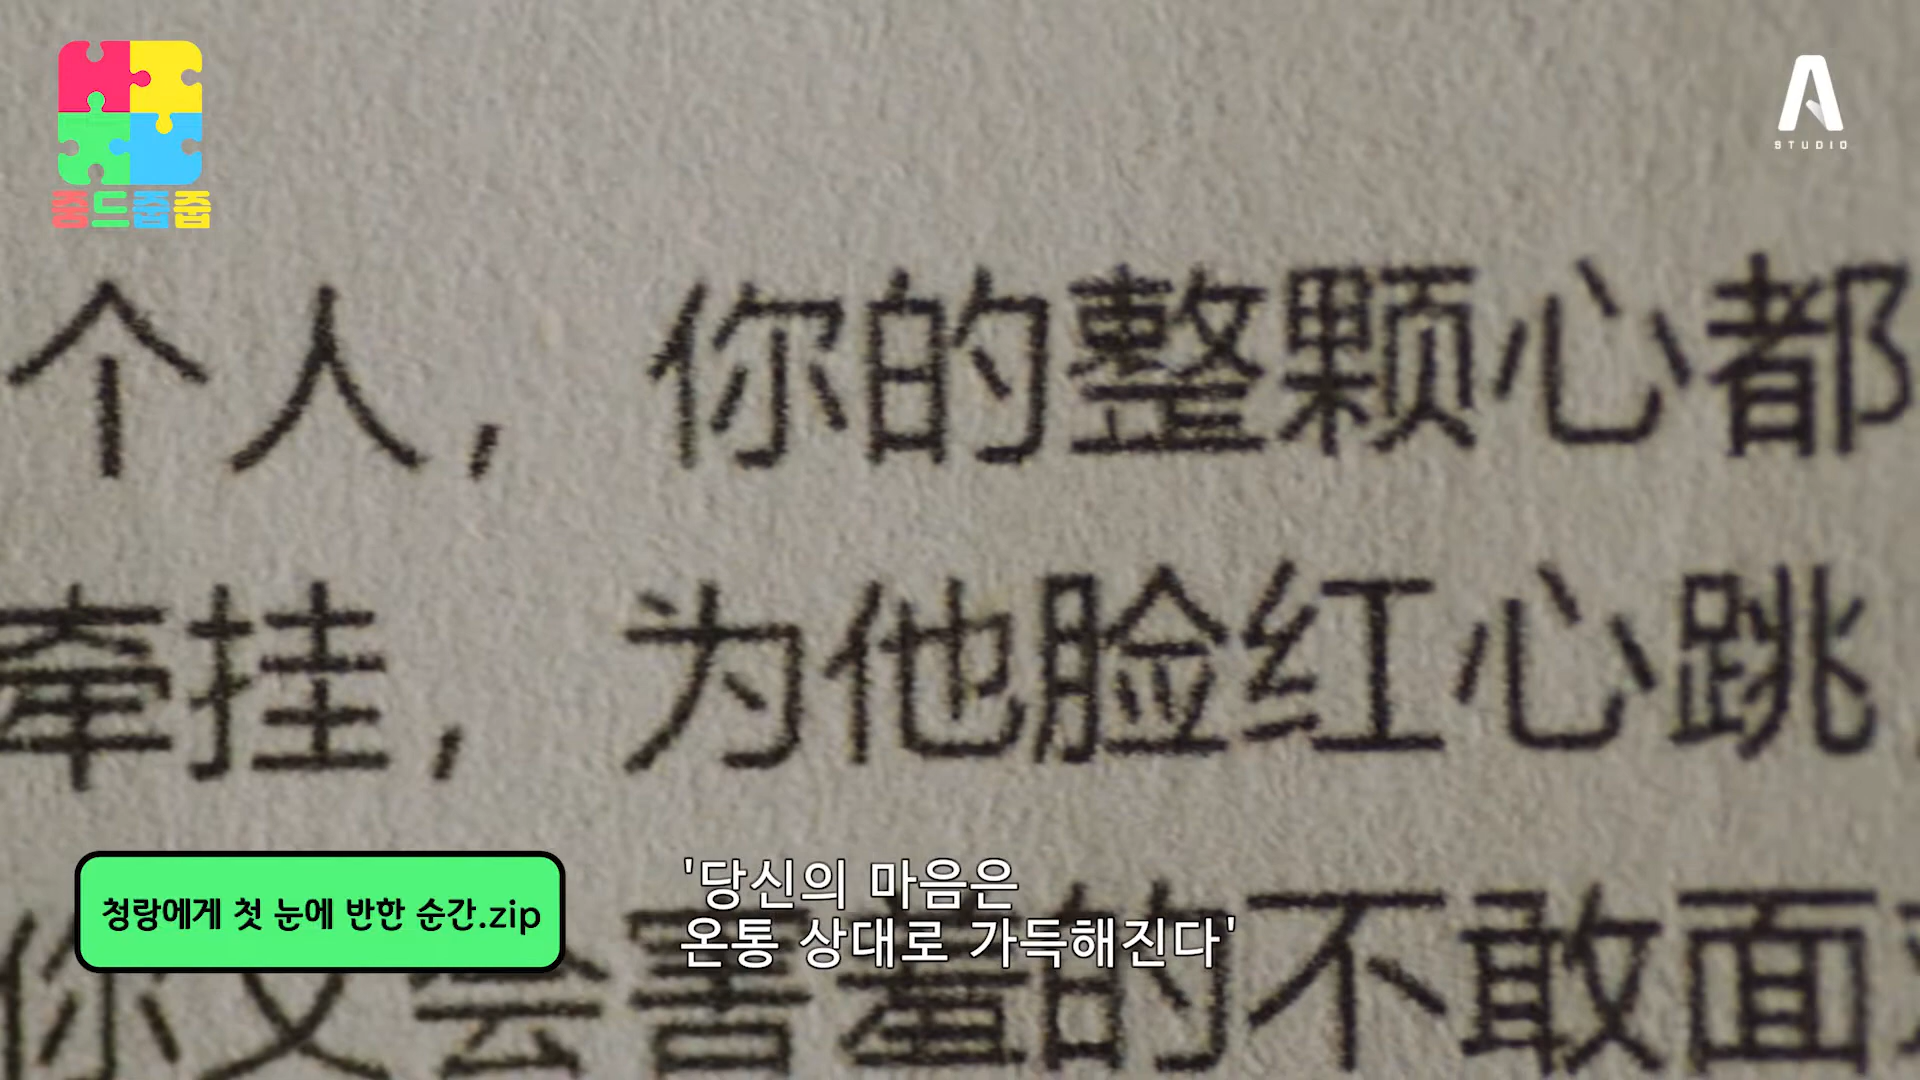 중드줍줍
A
STUDIO
个人，你的整颗心都
牵挂，为他脸红心跳
你又会害羞的不敢面
청랑에게 첫 눈에 반한 순간.zip
'당신의 마음은
온통 상대로 가득해진다'